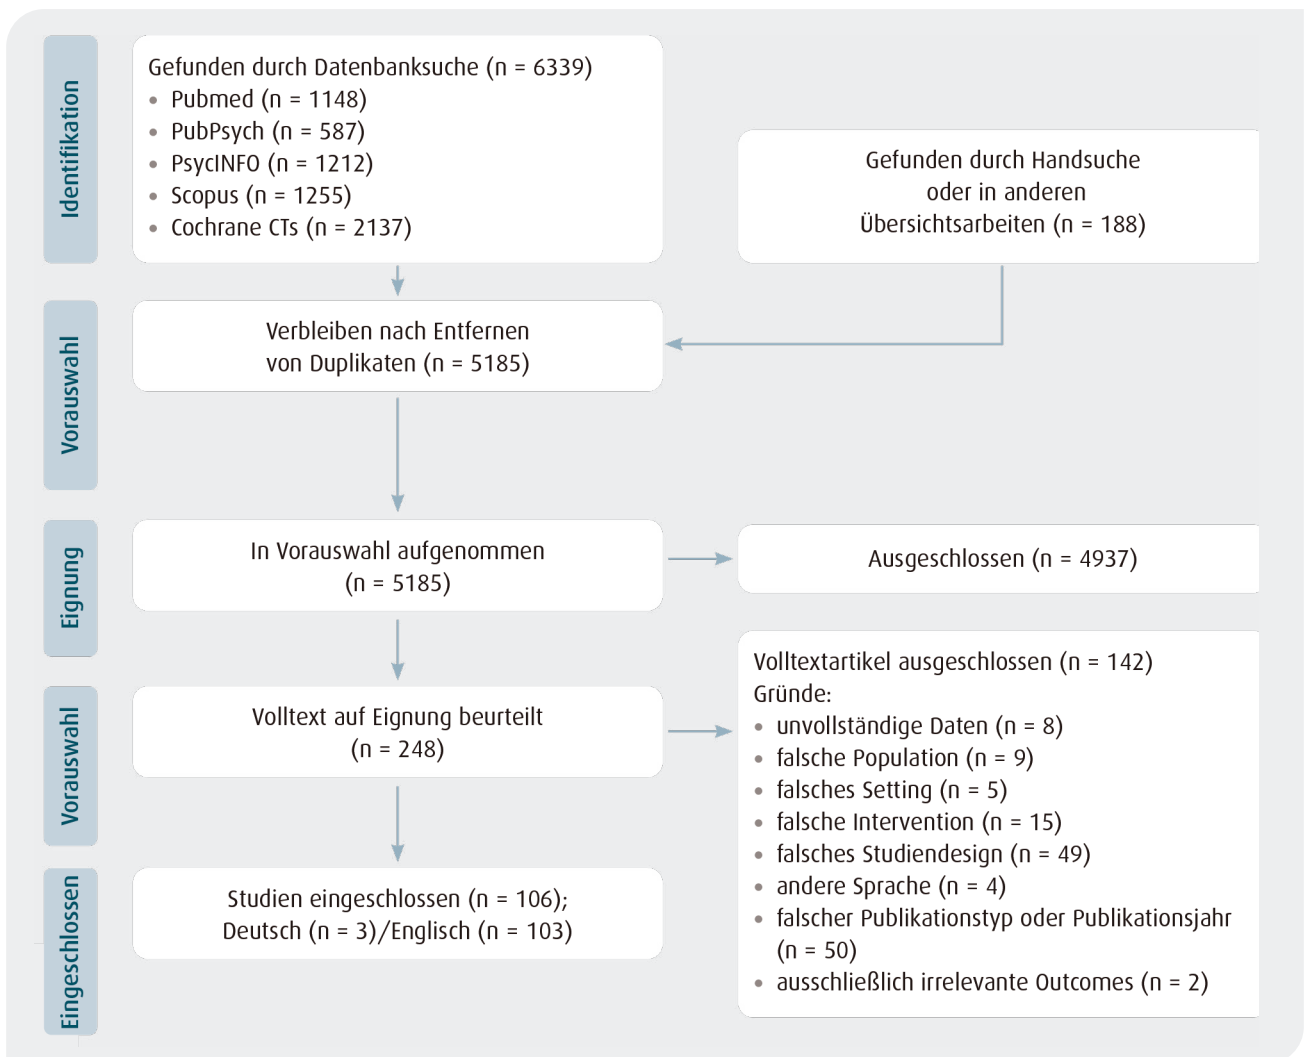 Identifikation
Gefunden durch Datenbanksuche (n = 6339)
• Pubmed (n = 1148)
• PubPsych (n = 587)
• PsycINFO (n = 1212)
• Scopus (n = 1255)
• Cochrane CTs (n = 2137)
Gefunden durch Handsuche
oder in anderen
Übersichtsarbeiten (n = 188)
Vorauswahl
Verbleiben nach Entfernen
von Duplikaten (n = 5185)
Eignung
In Vorauswahl aufgenommen
(n = 5185)
Ausgeschlossen (n = 4937)
Vorauswahl
Volltext auf Eignung beurteilt
(n = 248)
Volltextartikel ausgeschlossen (n = 142)
Gründe:
• unvollständige Daten (n = 8)
• falsche Population (n = 9)
• falsches Setting (n = 5)
• falsche Intervention (n = 15)
• falsches Studiendesign (n = 49)
• andere Sprache (n = 4)
• falscher Publikationstyp oder Publikationsjahr
(n = 50)
• ausschließlich irrelevante Outcomes (n = 2)
Eingeschlossen
Studien eingeschlossen (n = 106);
Deutsch (n = 3)/Englisch (n = 103)